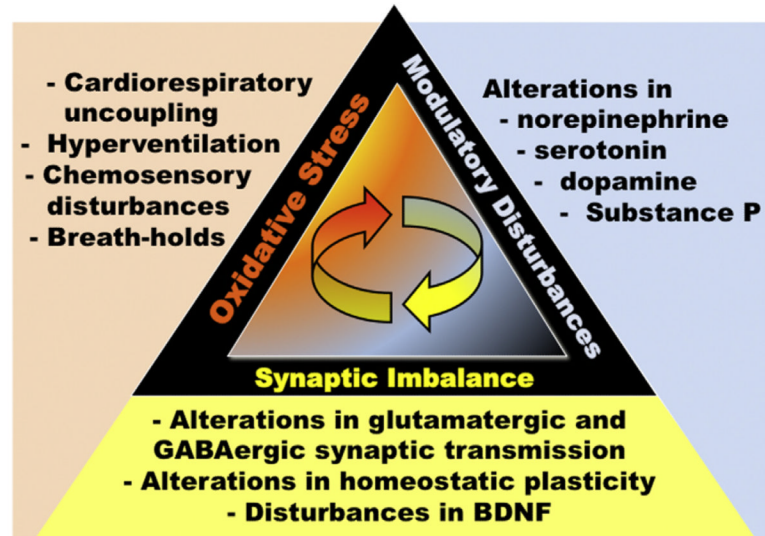 - Cardiorespiratory
uncoupling
- Hyperventilation
- Chemosensory
disturbances
- Breath-holds
Oxidative Stress
Modulatory Disturbances
Alterations in
- norepinephrine
- serotonin
- dopamine
- Substance P
Synaptic Imbalance
- Alterations in glutamatergic and
GABAergic synaptic transmission
- Alterations in homeostatic plasticity
- Disturbances in BDNF